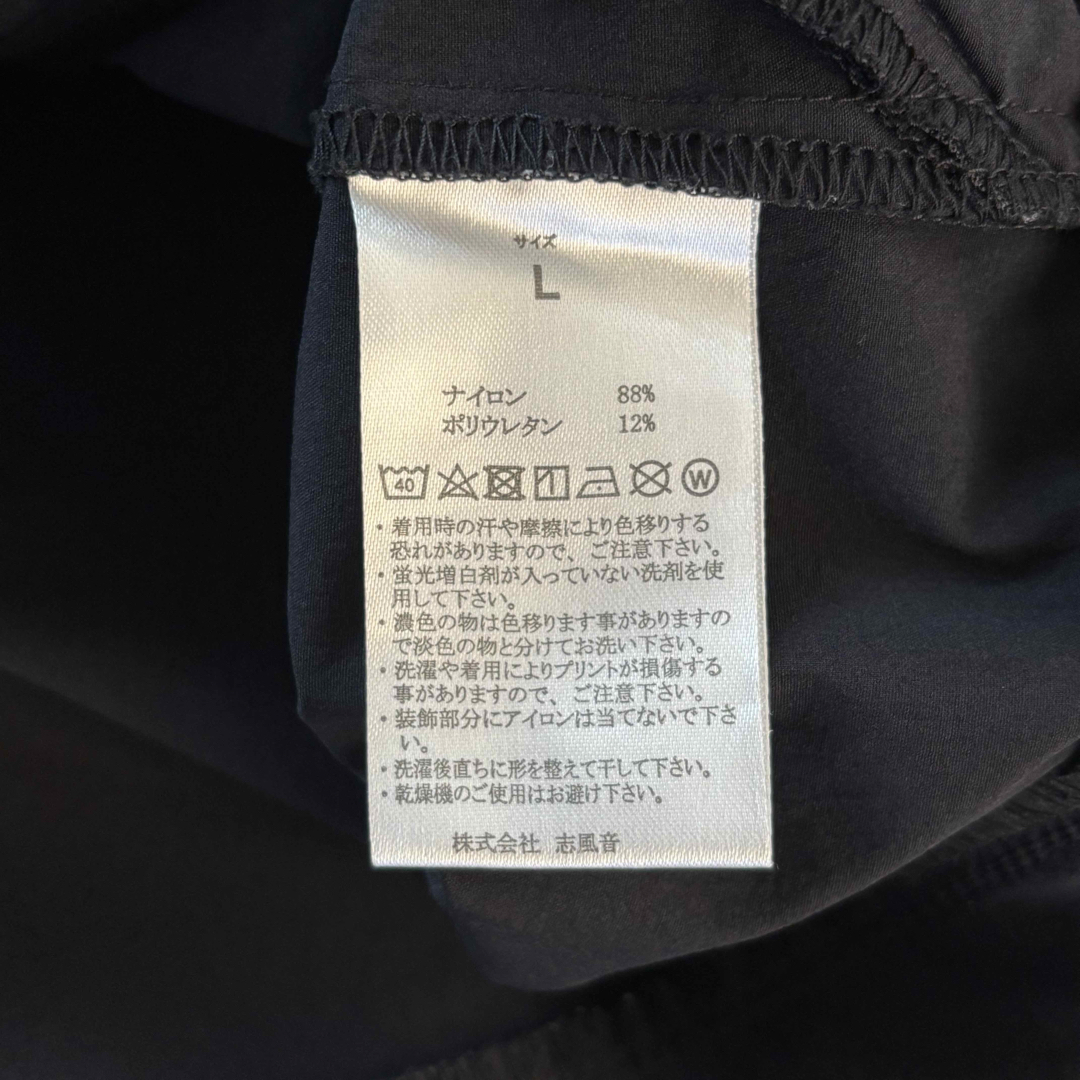 サイズ
L
ナイロン 88%
ポリウレタン 12%
40 W
・着用時の汗や摩擦により色移りする
恐れがありますので、ご注意下さい。
・蛍光増白剤が入っていない洗剤を使
用して下さい。
・濃色の物は色移ります事がありますの
で淡色の物と分けてお洗い下さい。
・洗濯や着用によりプリントが損傷する
事がありますので、ご注意下さい。
・装飾部分にアイロンは当てないで下さ
い。
・洗濯後直ちに形を整えて干して下さい。
・乾燥機のご使用はお避け下さい。
株式会社 志風音